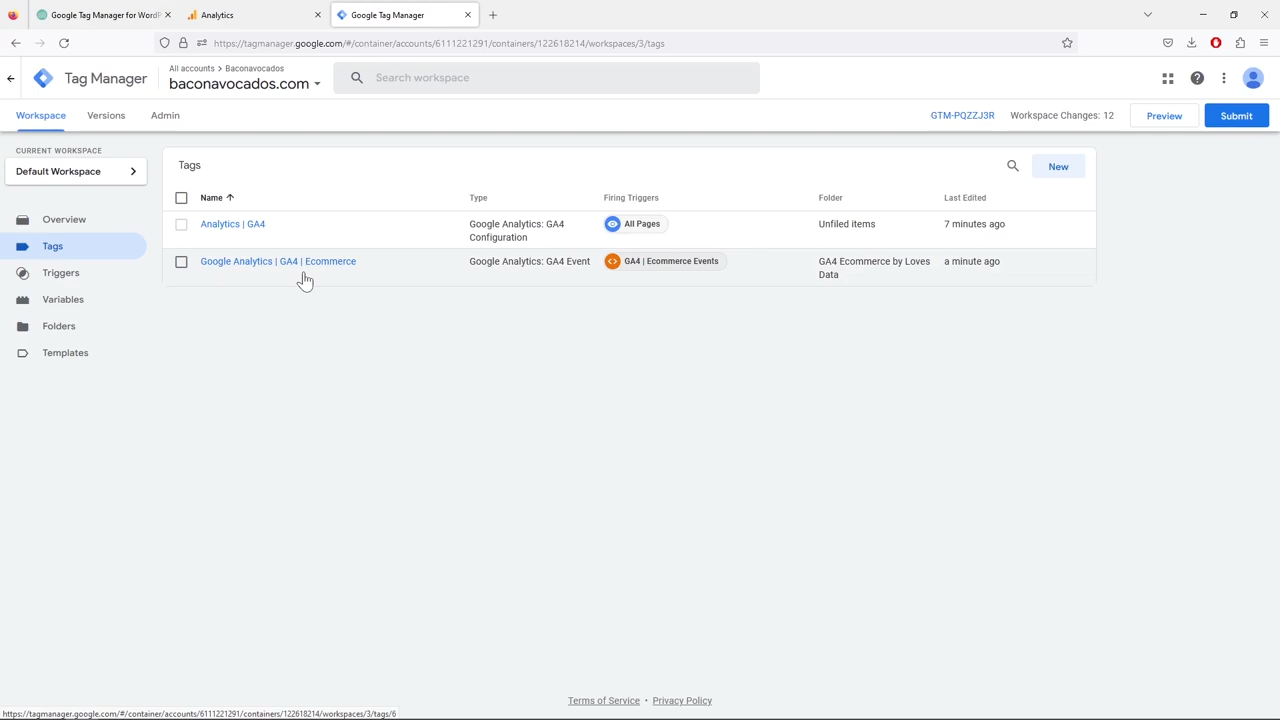 Google Tag Manager for WordP
Analytics
Google Tag Manager
https://tagmanager.google.com/#/container/accounts/6111221291/containers/122618214/workspaces/3/tags
Tag Manager
All accounts > Baconavocados
baconavocados.com
Search workspace
Workspace
Versions
Admin
GTM-PQZZJ3R
Workspace Changes: 12
Preview
Submit
CURRENT WORKSPACE
Default Workspace
Overview
Tags
Triggers
Variables
Folders
Templates
Tags
New
Name
Type
Firing Triggers
Folder
Last Edited
Analytics | GA4
Google Analytics: GA4
Configuration
All Pages
Unfiled items
7 minutes ago
Google Analytics | GA4 | Ecommerce
Google Analytics: GA4 Event
GA4 | Ecommerce Events
GA4 Ecommerce by Loves
Data
a minute ago
Terms of Service • Privacy Policy
https://tagmanager.google.com/#/container/accounts/6111221291/containers/122618214/workspaces/3/tags/6